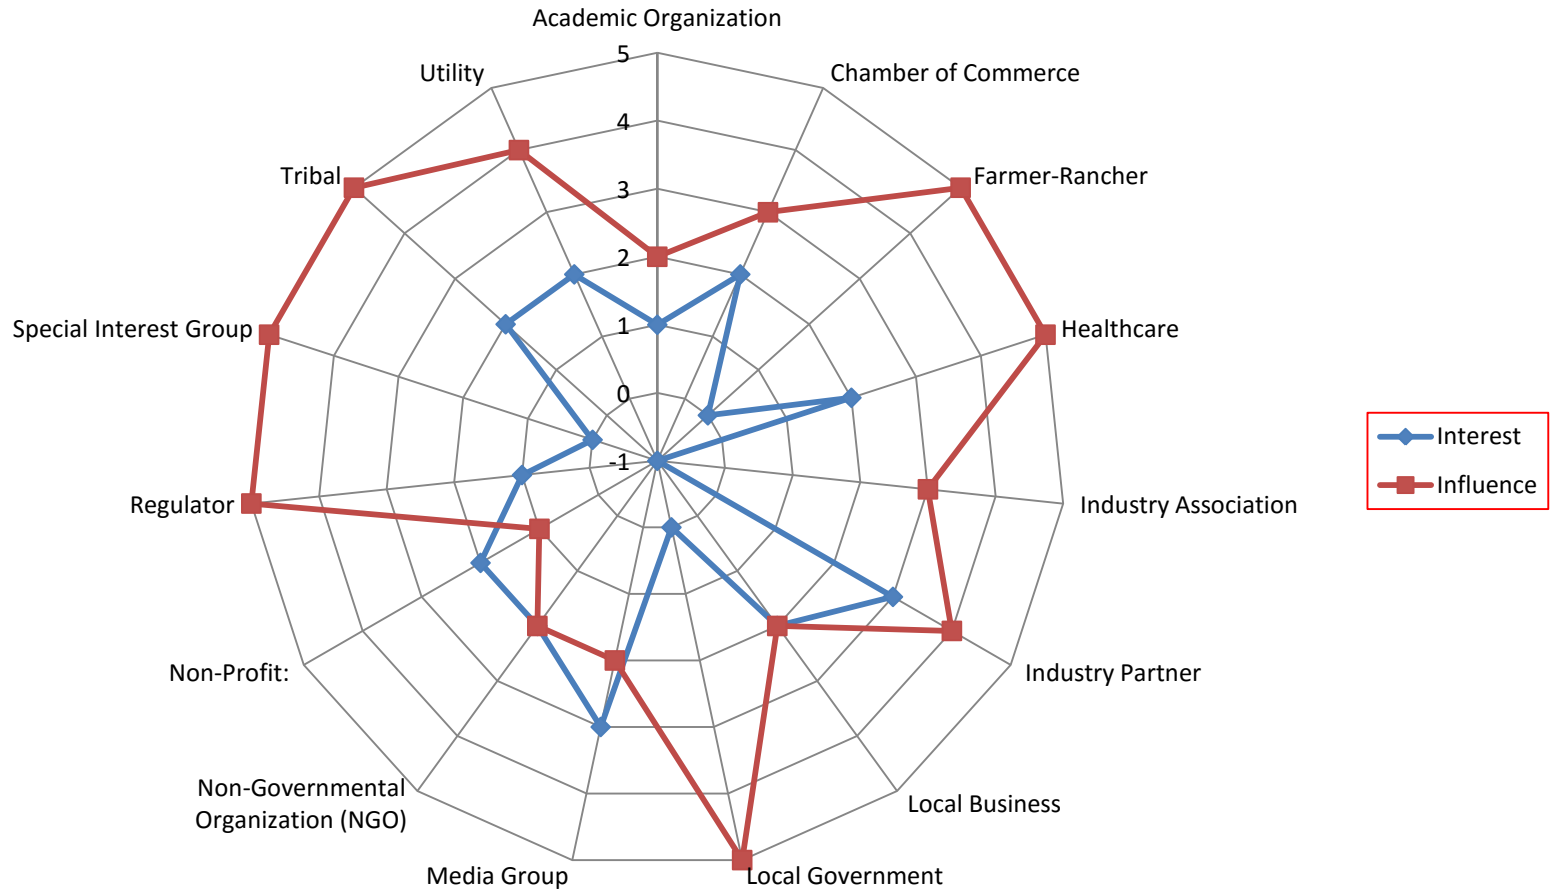 Academic Organization
Chamber of Commerce
Farmer-Rancher
Healthcare
Industry Association
Industry Partner
Local Business
Local Government
Media Group
Non-Governmental
Organization (NGO)
Non-Profit:
Regulator
Special Interest Group
Tribal
Utility
5
4
3
2
1
0
-1
Interest
Influence